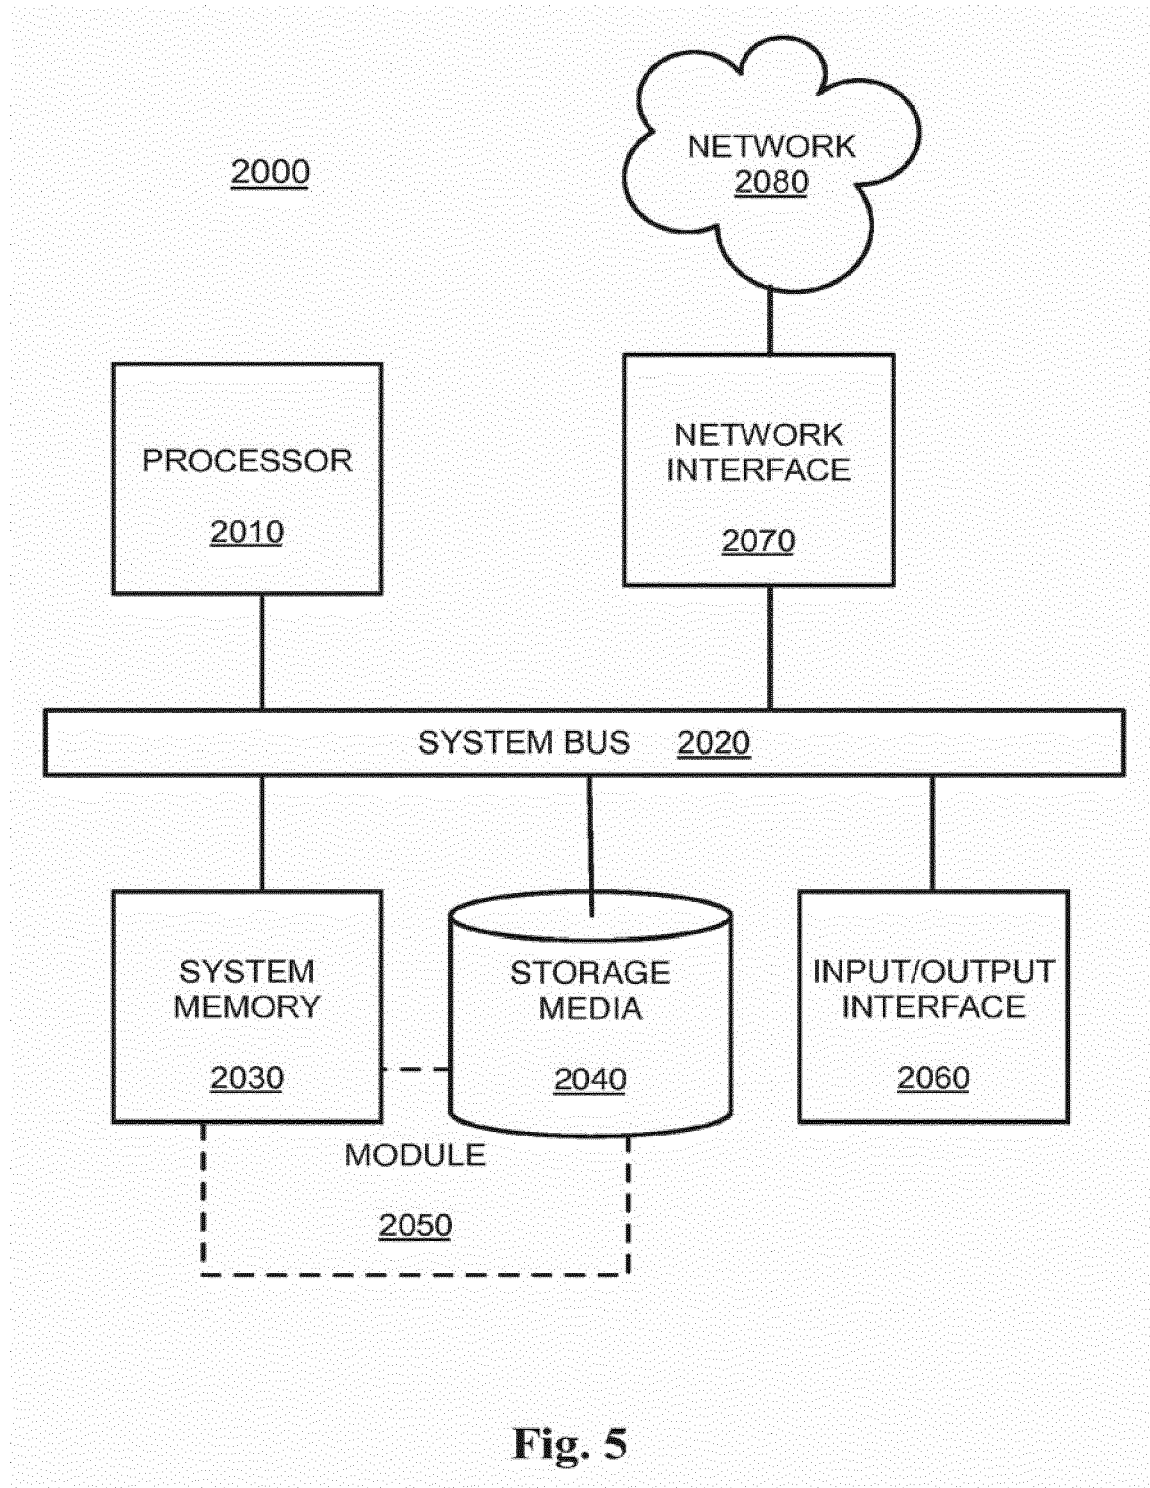 NETWORK
2080
2000
PROCESSOR
2010
NETWORK
INTERFACE
2070
SYSTEM BUS 2020
SYSTEM
MEMORY
2030
STORAGE
MEDIA
2040
INPUT/OUTPUT
INTERFACE
2060
MODULE
2050
Fig. 5